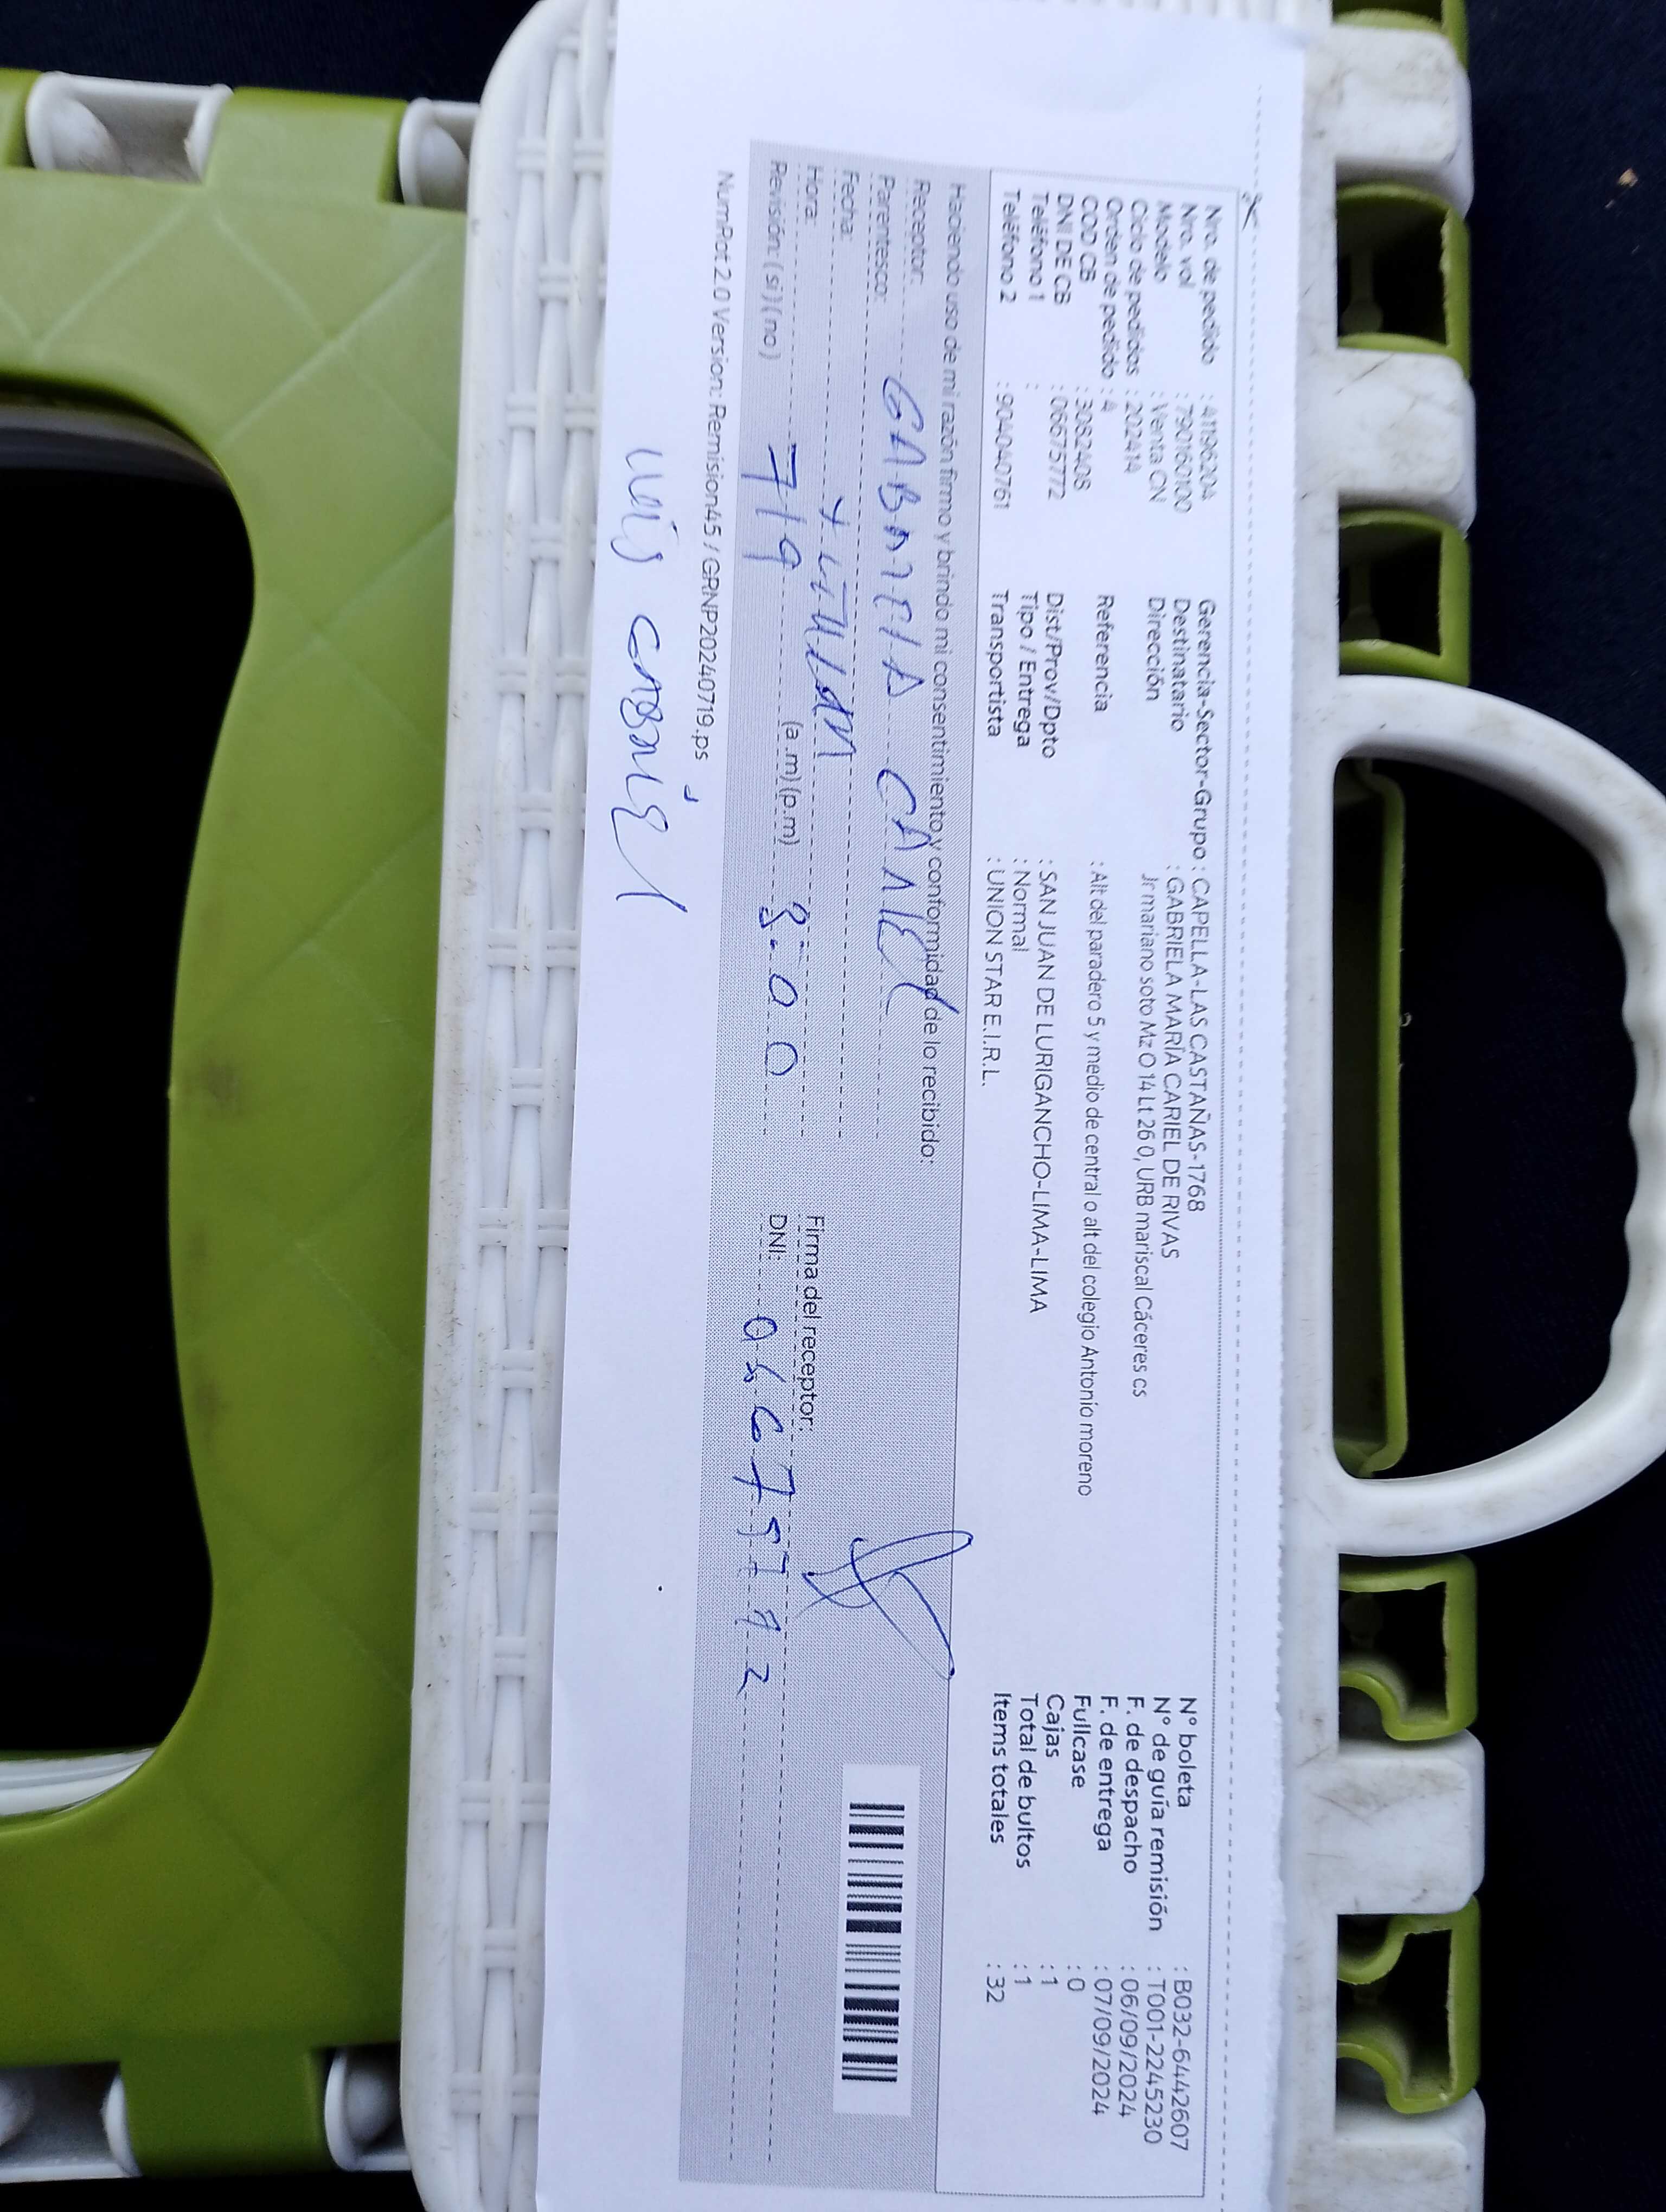 Nro. de pedido : 41196204
Nro. vol : 790160100
Modelo : Venta CN
Ciclo de pedidos : 202414
Orden de pedido : 4
COD CB : 3082408
DNI DE CB : 06675772
Teléfono 1 :
Teléfono 2 : 904040761
Gerencia-Sector-Grupo : CAPELLA-LAS CASTAÑAS-1768
Destinatario : GABRIELA MARÍA CARIEL DE RIVAS
Dirección Jr mariano soto Mz O 14 Lt 26 0, URB mariscal Cáceres cs
Referencia : Alt del paradero 5 y medio de central o alt del colegio Antonio moreno
Dist/Prov/Dpto : SAN JUAN DE LURIGANCHO-LIMA-LIMA
Tipo / Entrega : Normal
Transportista : UNION STAR E.I.R.L.
N° boleta : B032-6442607
N° de guía remisión : T001-2245230
F. de despacho : 06/09/2024
F. de entrega : 07/09/2024
Fullcase : 0
Cajas : 1
Total de bultos : 1
Items totales : 32
Haciendo uso de mi razón firmo y brindo mi consentimiento y conformidad de lo recibido:
Receptor: GABRIELA CARIEL
Parentesco: titular
Fecha: 7/9
Hora: (a.m) (p.m) 8:00
Revisión: ( si ) ( no )
Firma del receptor:
DNI: 06675772
NumRot 2.0 Version: Remision45 / GRNP20240719.ps